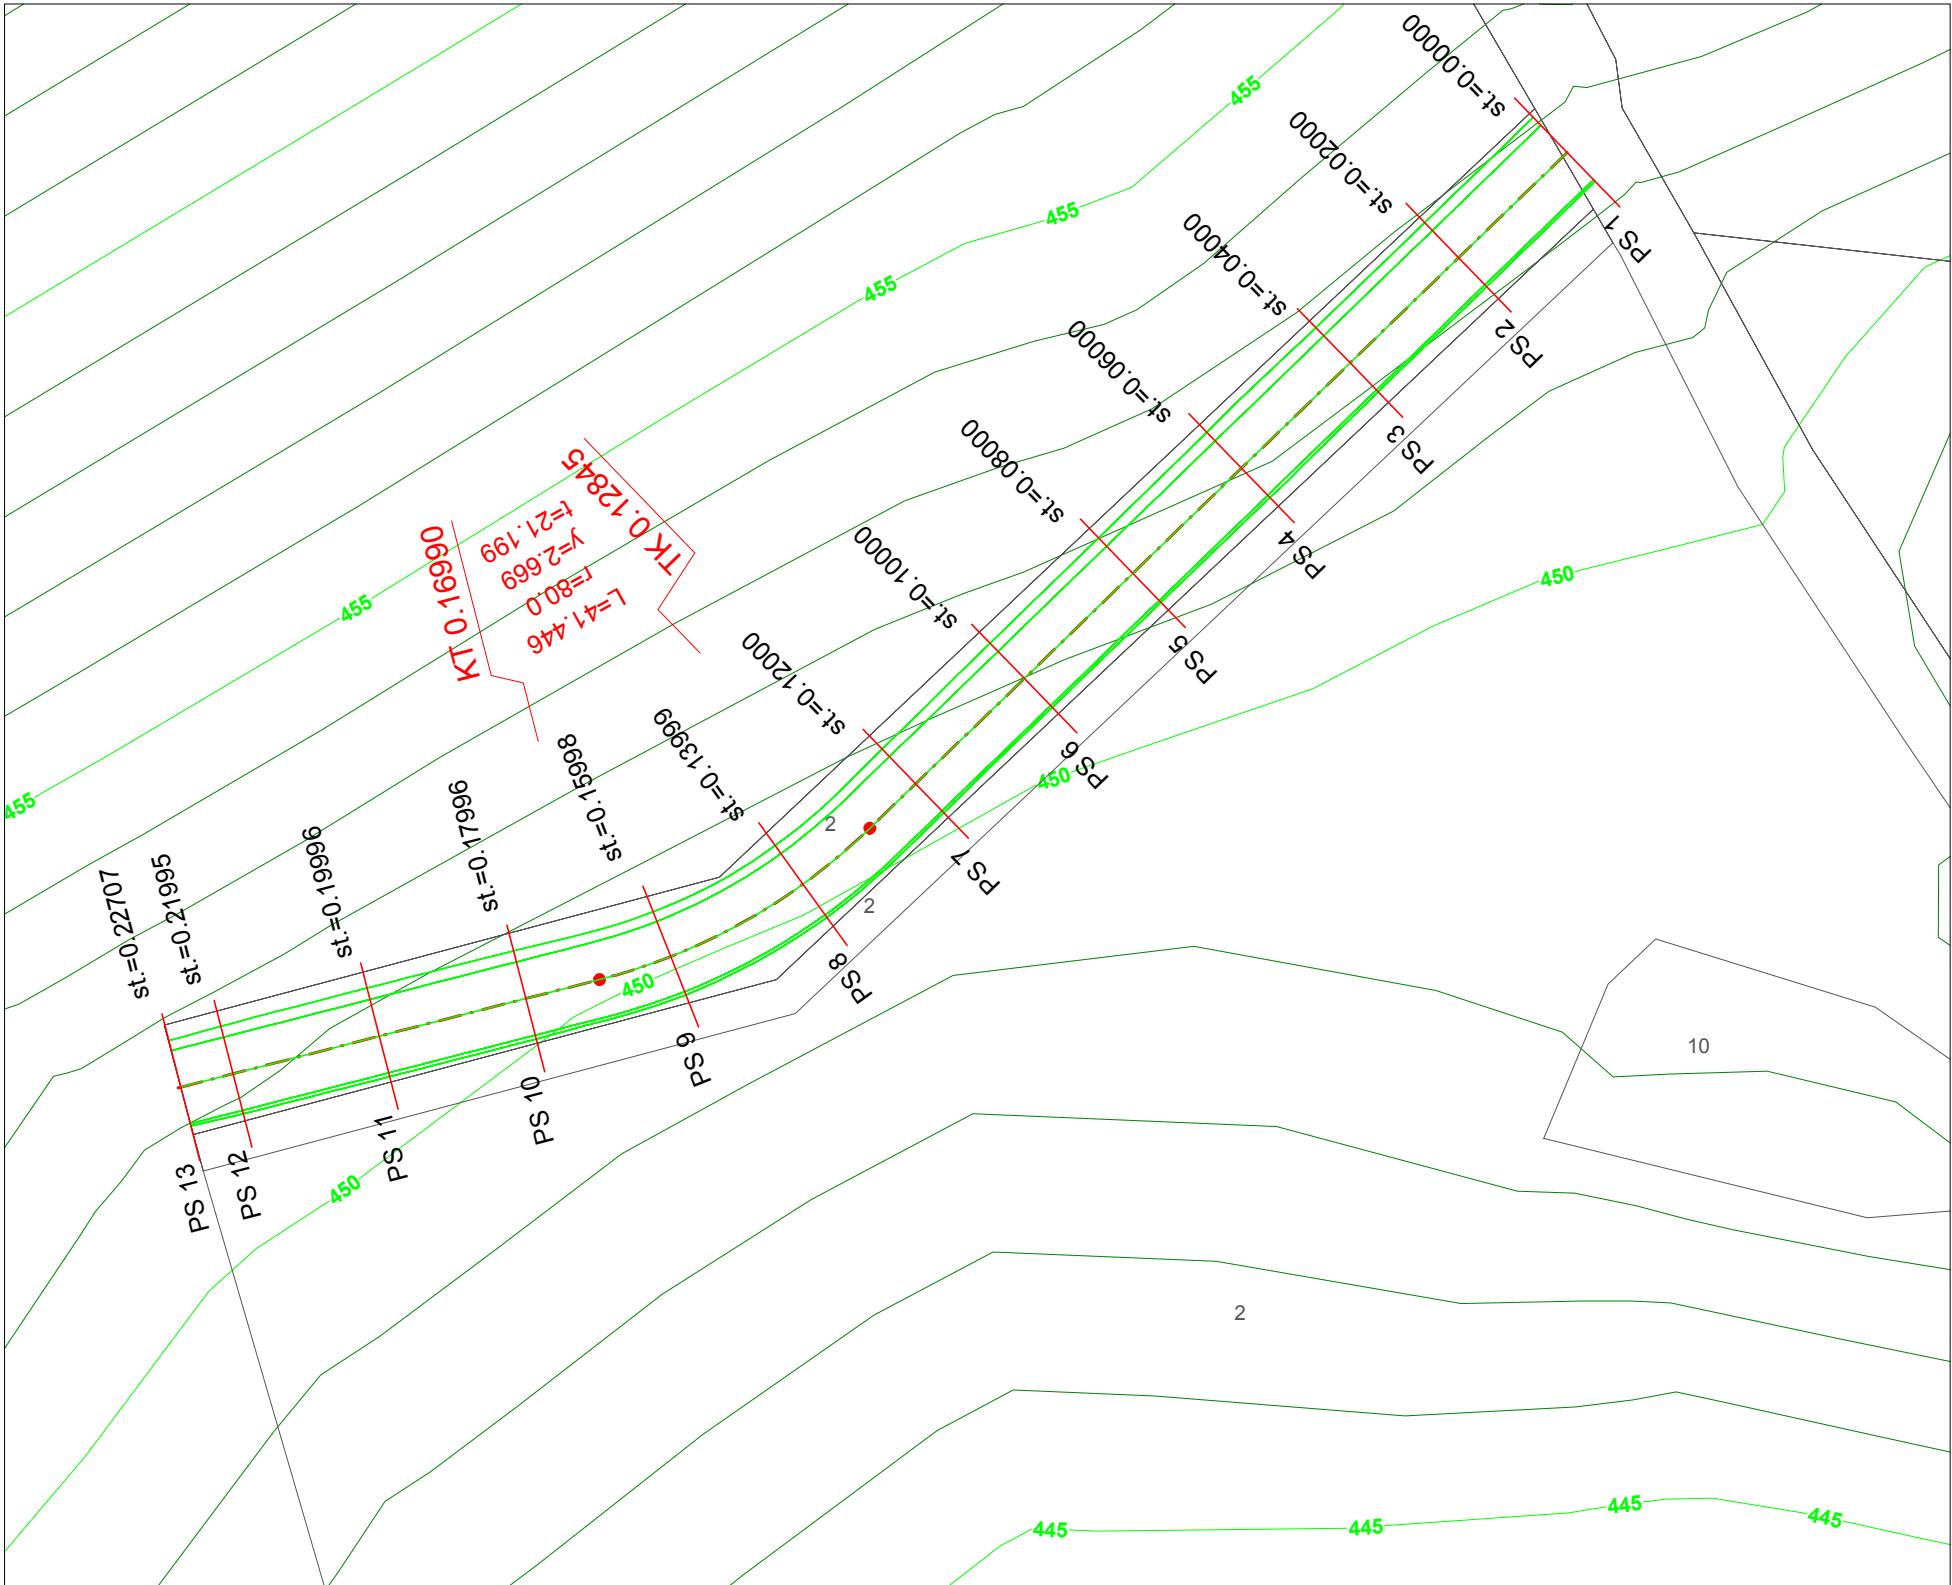 st.=0.00000
st.=0.02000
st.=0.04000
st.=0.06000
st.=0.08000
st.=0.10000
st.=0.12000
st.=0.13999
st.=0.15998
st.=0.17996
st.=0.19996
st.=0.21995
st.=0.22707
PS 1
PS 2
PS 3
PS 4
PS 5
PS 6
PS 7
PS 8
PS 9
PS 10
PS 11
PS 12
PS 13
TK 0.12845
t=21.199
y=2.669
r=80.0
L=41.446
KT 0.16990
455
455
455
455
455
450
450
450
450
445
445
445
445
2
2
2
10